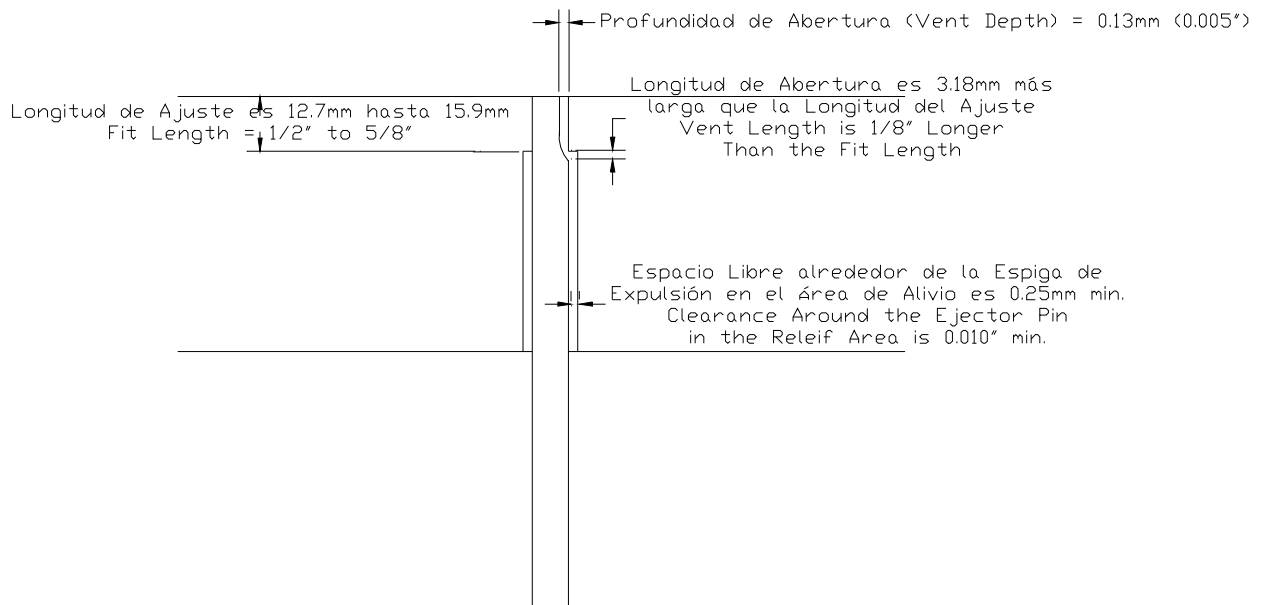 Profundidad de Abertura (Vent Depth) = 0.13mm (0.005")
Longitud de Ajuste es 12.7mm hasta 15.9mm
Fit Length = 1/2" to 5/8"
Longitud de Abertura es 3.18mm más
larga que la Longitud del Ajuste
Vent Length is 1/8" Longer
Than the Fit Length
Espacio Libre alrededor de la Espiga de
Expulsión en el área de Alivio es 0.25mm min.
Clearance Around the Ejector Pin
in the Releif Area is 0.010" min.